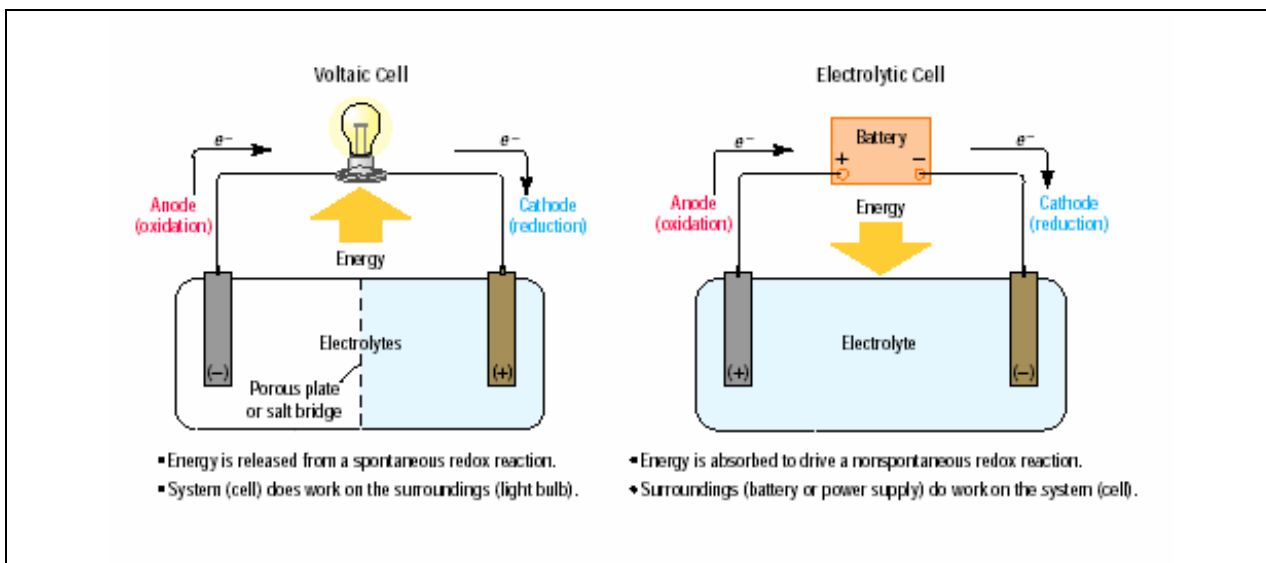 Voltaic Cell
e–
e–
Anode
(oxidation)
Cathode
(reduction)
Energy
Electrolytes
(–)
(+)
Porous plate
or salt bridge
▪ Energy is released from a spontaneous redox reaction.
▪ System (cell) does work on the surroundings (light bulb).
Electrolytic Cell
Battery
e–
+ –
e–
Anode
(oxidation)
Energy
Cathode
(reduction)
Electrolyte
(+)
(–)
♦ Energy is absorbed to drive a nonspontaneous redox reaction.
♦ Surroundings (battery or power supply) do work on the system (cell).